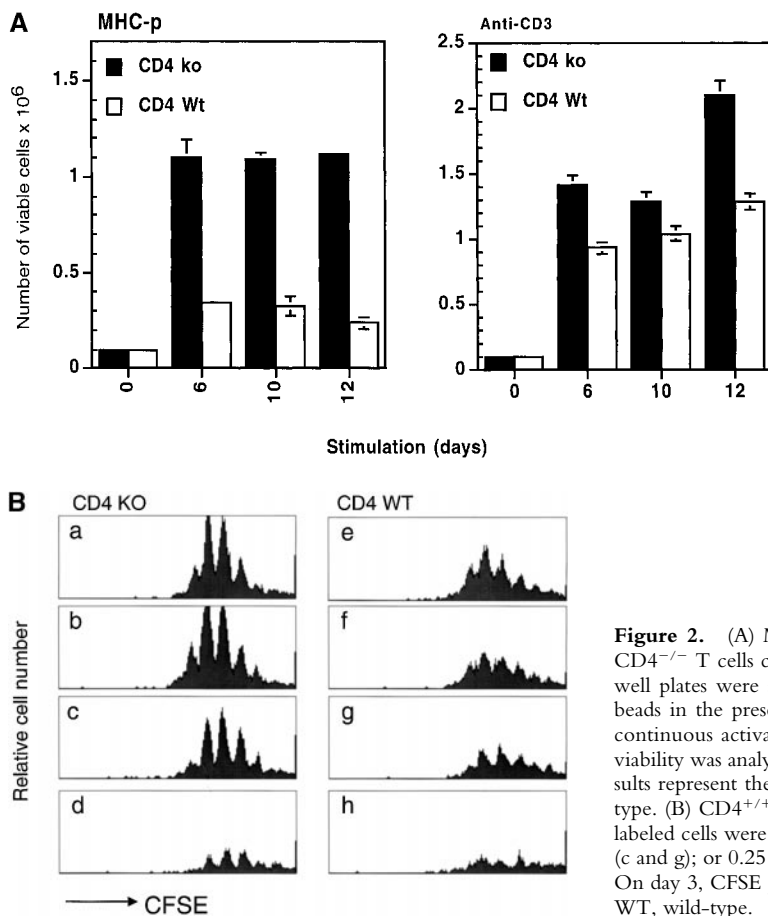 A
MHC-p
CD4 ko
CD4 Wt
Number of viable cells x 10⁶
1.5
1
0.5
0
0
6
10
12
Anti-CD3
CD4 ko
CD4 Wt
2.5
2
1.5
1
0.5
0
0
6
10
12
Stimulation (days)
B
CD4 KO
CD4 WT
Relative cell number
a
b
c
d
e
f
g
h
CFSE
Figure 2. (A) M
CD4⁻/⁻ T cells c
well plates were
beads in the prese
continuous activa
viability was analy
sults represent the
type. (B) CD4⁺/⁺
labeled cells were
(c and g); or 0.25
On day 3, CFSE
WT, wild-type.